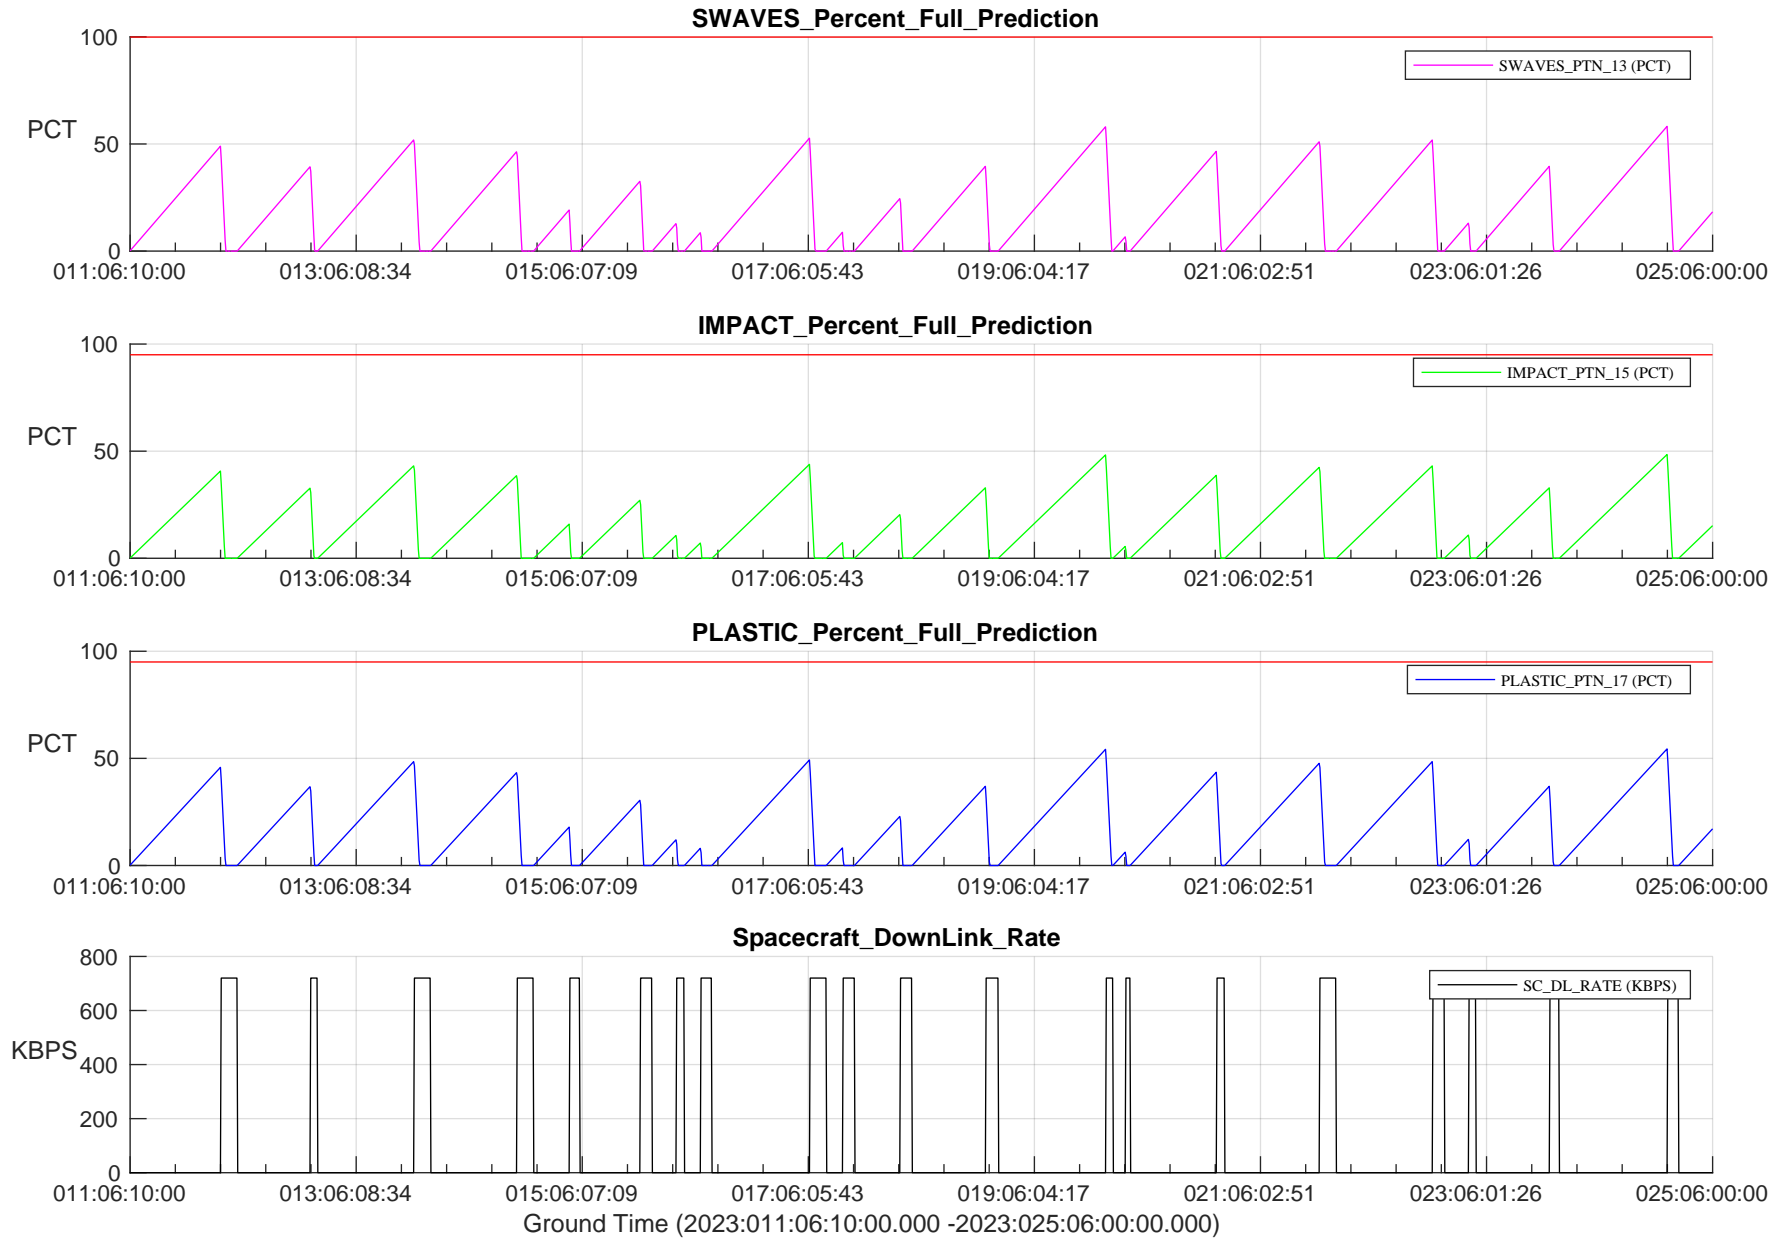 SWAVES_Percent_Full_Prediction
100
SWAVES_PTN_13 (PCT)
PCT
50
0
011:06:10:00 013:06:08:34 015:06:07:09 017:06:05:43 019:06:04:17 021:06:02:51 023:06:01:26 025:06:00:00
IMPACT_Percent_Full_Prediction
100
IMPACT_PTN_15 (PCT)
PCT
50
0
011:06:10:00 013:06:08:34 015:06:07:09 017:06:05:43 019:06:04:17 021:06:02:51 023:06:01:26 025:06:00:00
PLASTIC_Percent_Full_Prediction
100
PLASTIC_PTN_17 (PCT)
PCT
50
0
011:06:10:00 013:06:08:34 015:06:07:09 017:06:05:43 019:06:04:17 021:06:02:51 023:06:01:26 025:06:00:00
Spacecraft_DownLink_Rate
800
SC_DL_RATE (KBPS)
600
KBPS
400
200
0
011:06:10:00 013:06:08:34 015:06:07:09 017:06:05:43 019:06:04:17 021:06:02:51 023:06:01:26 025:06:00:00
Ground Time (2023:011:06:10:00.000 -2023:025:06:00:00.000)